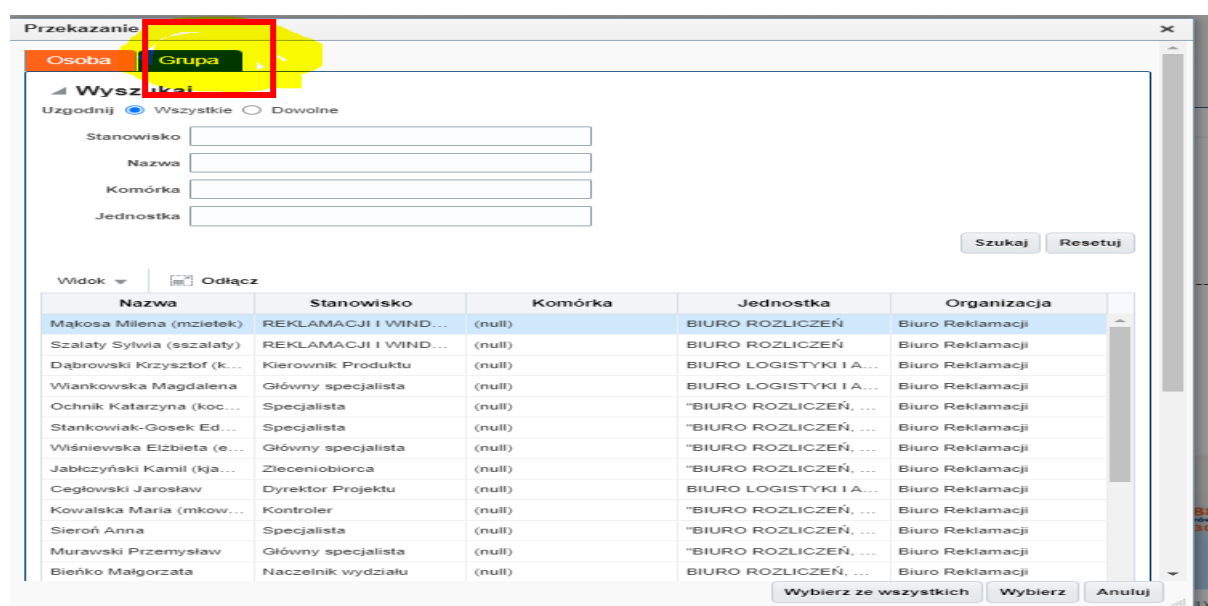 Przekazanie
Osoba Grupa
Wyszukaj
Uzgodnij Wszystkie Dowolne
Stanowisko
Nazwa
Komórka
Jednostka
Szukaj Resetuj
Widok Odłącz
Nazwa Stanowisko Komórka Jednostka Organizacja
Mąkosa Milena (mzietek) REKLAMACJI I WIND... (null) BIURO ROZLICZEŃ Biuro Reklamacji
Szalaty Sylwia (sszalaty) REKLAMACJI I WIND... (null) BIURO ROZLICZEŃ Biuro Reklamacji
Dąbrowski Krzysztof (k... Kierownik Produktu (null) BIURO LOGISTYKI I A... Biuro Reklamacji
Wiankowska Magdalena Główny specjalista (null) BIURO LOGISTYKI I A... Biuro Reklamacji
Ochnik Katarzyna (koc... Specjalista (null) "BIURO ROZLICZEŃ, ... Biuro Reklamacji
Stankowiak-Gosek Ed... Specjalista (null) "BIURO ROZLICZEŃ, ... Biuro Reklamacji
Wiśniewska Elżbieta (e... Główny specjalista (null) "BIURO ROZLICZEŃ, ... Biuro Reklamacji
Jabłczyński Kamil (kja... Zleceniobiorca (null) "BIURO ROZLICZEŃ, ... Biuro Reklamacji
Cegłowski Jarosław Dyrektor Projektu (null) BIURO LOGISTYKI I A... Biuro Reklamacji
Kowalska Maria (mkow... Kontroler (null) "BIURO ROZLICZEŃ, ... Biuro Reklamacji
Sieroń Anna Specjalista (null) "BIURO ROZLICZEŃ, ... Biuro Reklamacji
Murawski Przemysław Główny specjalista (null) "BIURO ROZLICZEŃ, ... Biuro Reklamacji
Bieńko Małgorzata Naczelnik wydziału (null) BIURO ROZLICZEŃ, ... Biuro Reklamacji
Wybierz ze wszystkich Wybierz Anuluj